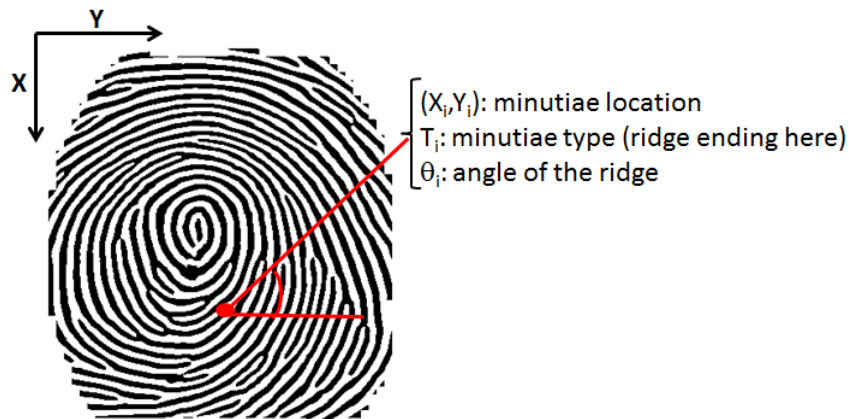 Y
X
(Xᵢ,Yᵢ): minutiae location
Tᵢ: minutiae type (ridge ending here)
θᵢ: angle of the ridge